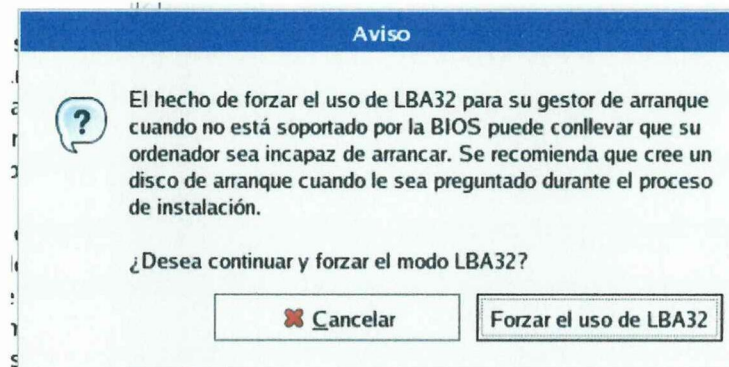 Aviso
El hecho de forzar el uso de LBA32 para su gestor de arranque
cuando no está soportado por la BIOS puede conllevar que su
ordenador sea incapaz de arrancar. Se recomienda que cree un
disco de arranque cuando le sea preguntado durante el proceso
de instalación.
¿Desea continuar y forzar el modo LBA32?
Cancelar
Forzar el uso de LBA32